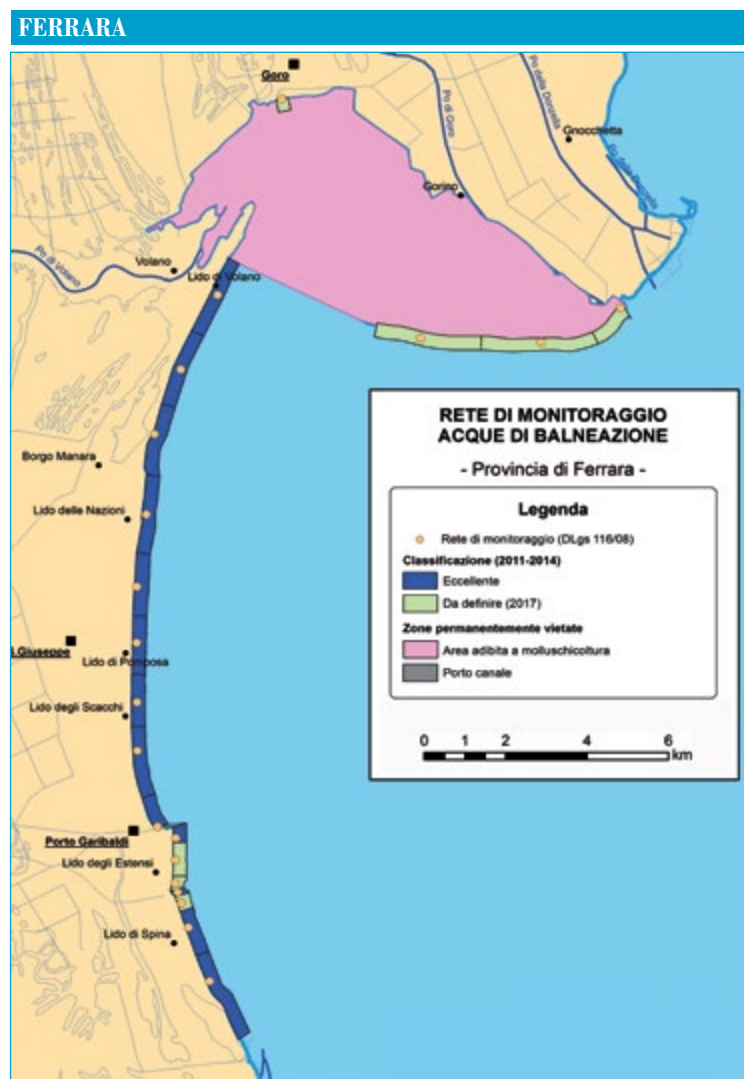 FERRARA
Goro
Po di Goro
Po della Donzella
Gnocchetta
Gorino
Volano
Po di Volano
Lido di Volano
RETE DI MONITORAGGIO
ACQUE DI BALNEAZIONE
- Provincia di Ferrara -
Legenda
Rete di monitoraggio (DLgs 116/08)
Classificazione (2011-2014)
Eccellente
Da definire (2017)
Zone permanentemente vietate
Area adibita a molluschicoltura
Porto canale
0 1 2 4 6
km
Borgo Manara
Lido delle Nazioni
.Giuseppe
Lido di Pomposa
Lido degli Scacchi
Porto Garibaldi
Lido degli Estensi
Lido di Spina